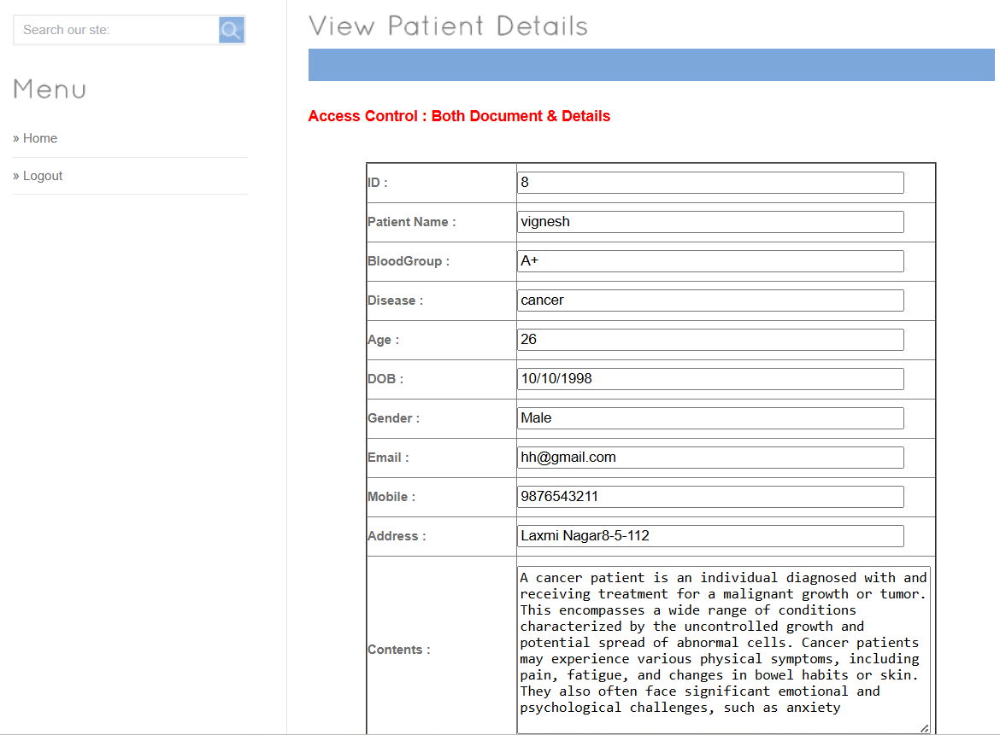 Search our ste:
Menu
» Home
» Logout
View Patient Details
Access Control : Both Document & Details
ID : 8
Patient Name : vignesh
BloodGroup : A+
Disease : cancer
Age : 26
DOB : 10/10/1998
Gender : Male
Email : hh@gmail.com
Mobile : 9876543211
Address : Laxmi Nagar8-5-112
Contents :
A cancer patient is an individual diagnosed with and
receiving treatment for a malignant growth or tumor.
This encompasses a wide range of conditions
characterized by the uncontrolled growth and
potential spread of abnormal cells. Cancer patients
may experience various physical symptoms, including
pain, fatigue, and changes in bowel habits or skin.
They also often face significant emotional and
psychological challenges, such as anxiety